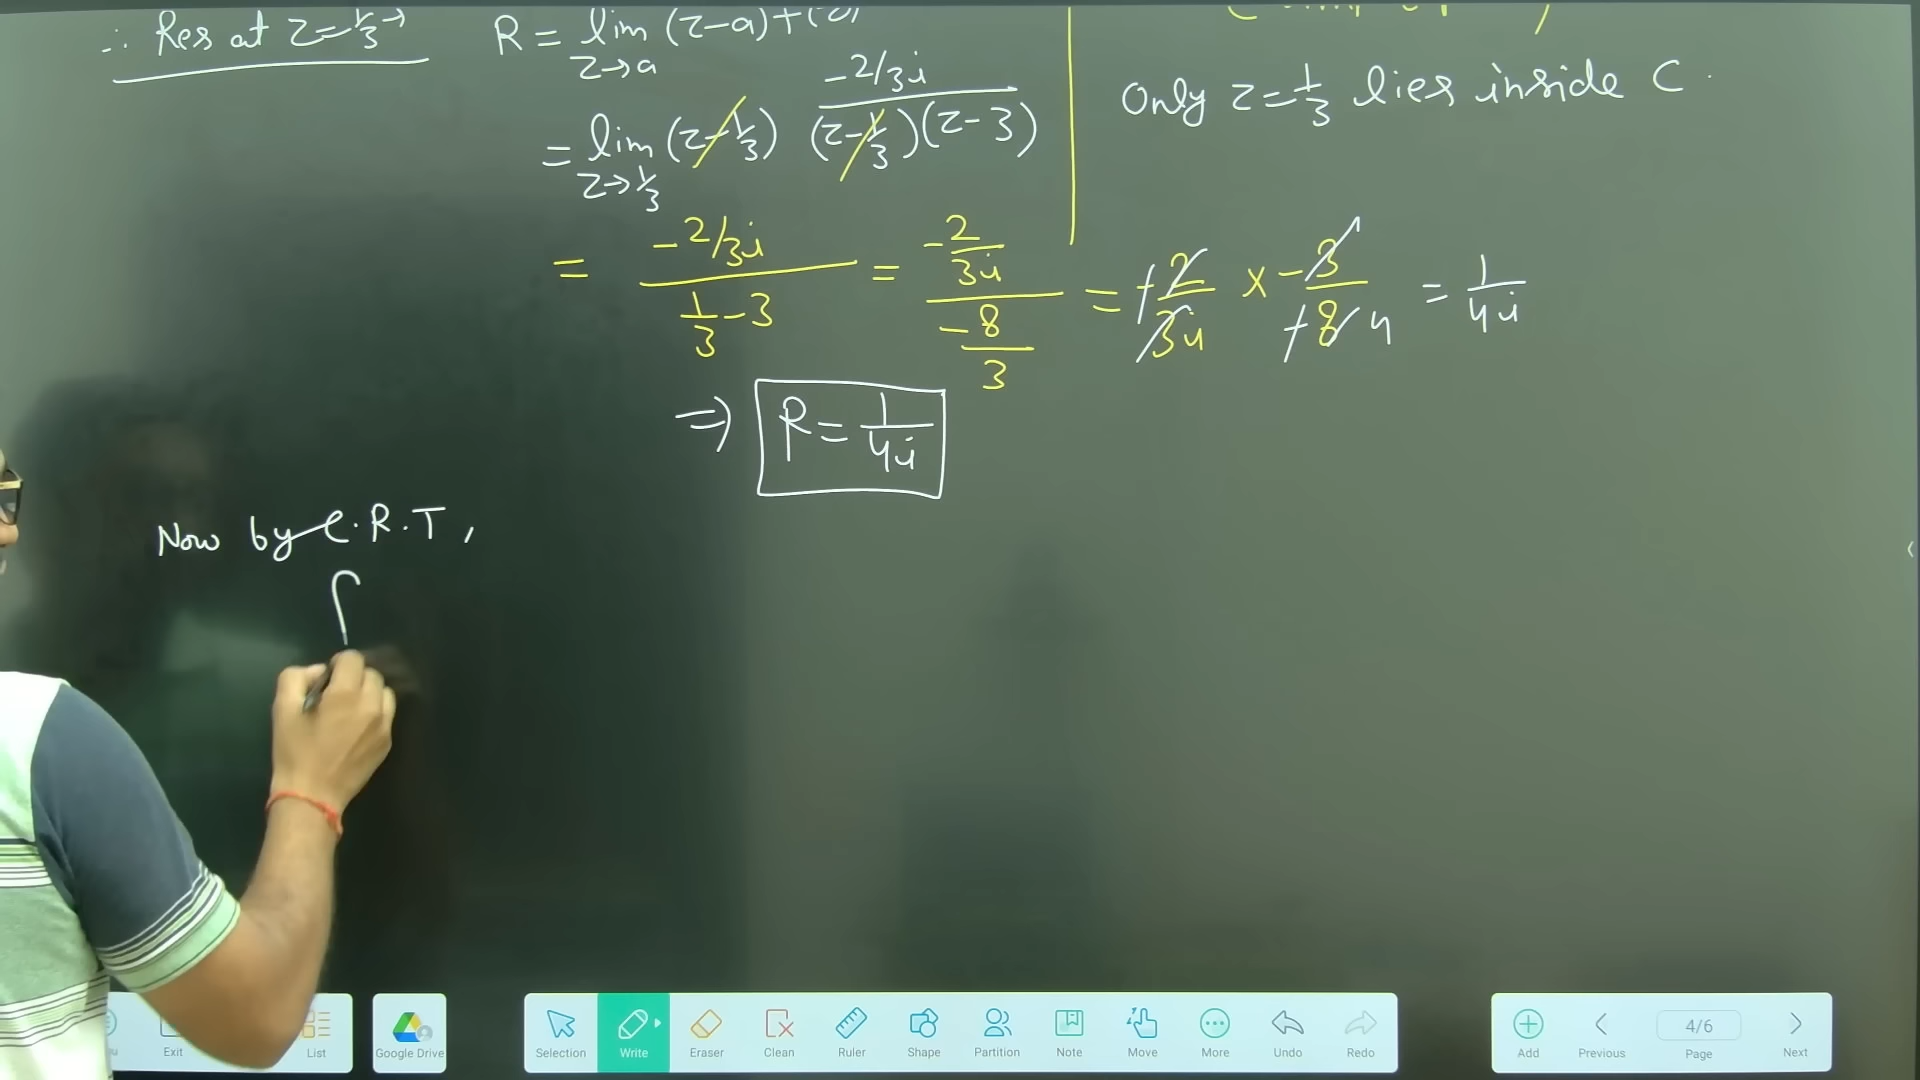 ∴ Res at z=1/3→ R = lim z→a (z-a)f(z)
Only z=1/3 lies inside C.
= lim z→1/3 (z-1/3) (-2/3i)/((z-1/3)(z-3))
= (-2/3i)/(1/3-3) = (-2/3i)/(-8/3) = -2/3i × -3/+8 4 = 1/4i
⇒ R = 1/4i
Now by C.R.T,
∫
Exit
List
Google Drive
Selection
Write
Eraser
Clean
Ruler
Shape
Partition
Note
Move
More
Undo
Redo
Add
Previous
4/6
Page
Next